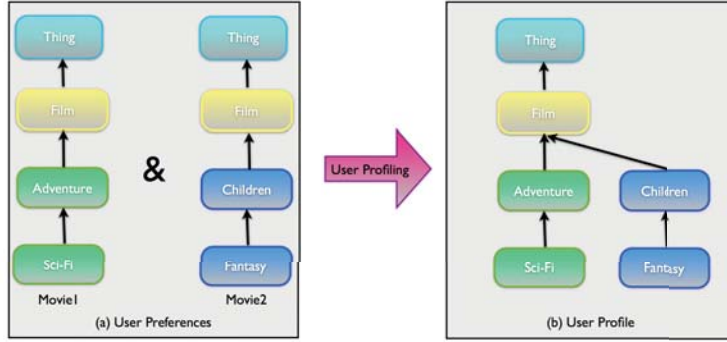 Thing
Film
Adventure
Sci-Fi
Movie1
&
Thing
Film
Children
Fantasy
Movie2
(a) User Preferences
User Profiling
Thing
Film
Adventure
Children
Sci-Fi
Fantasy
(b) User Profile